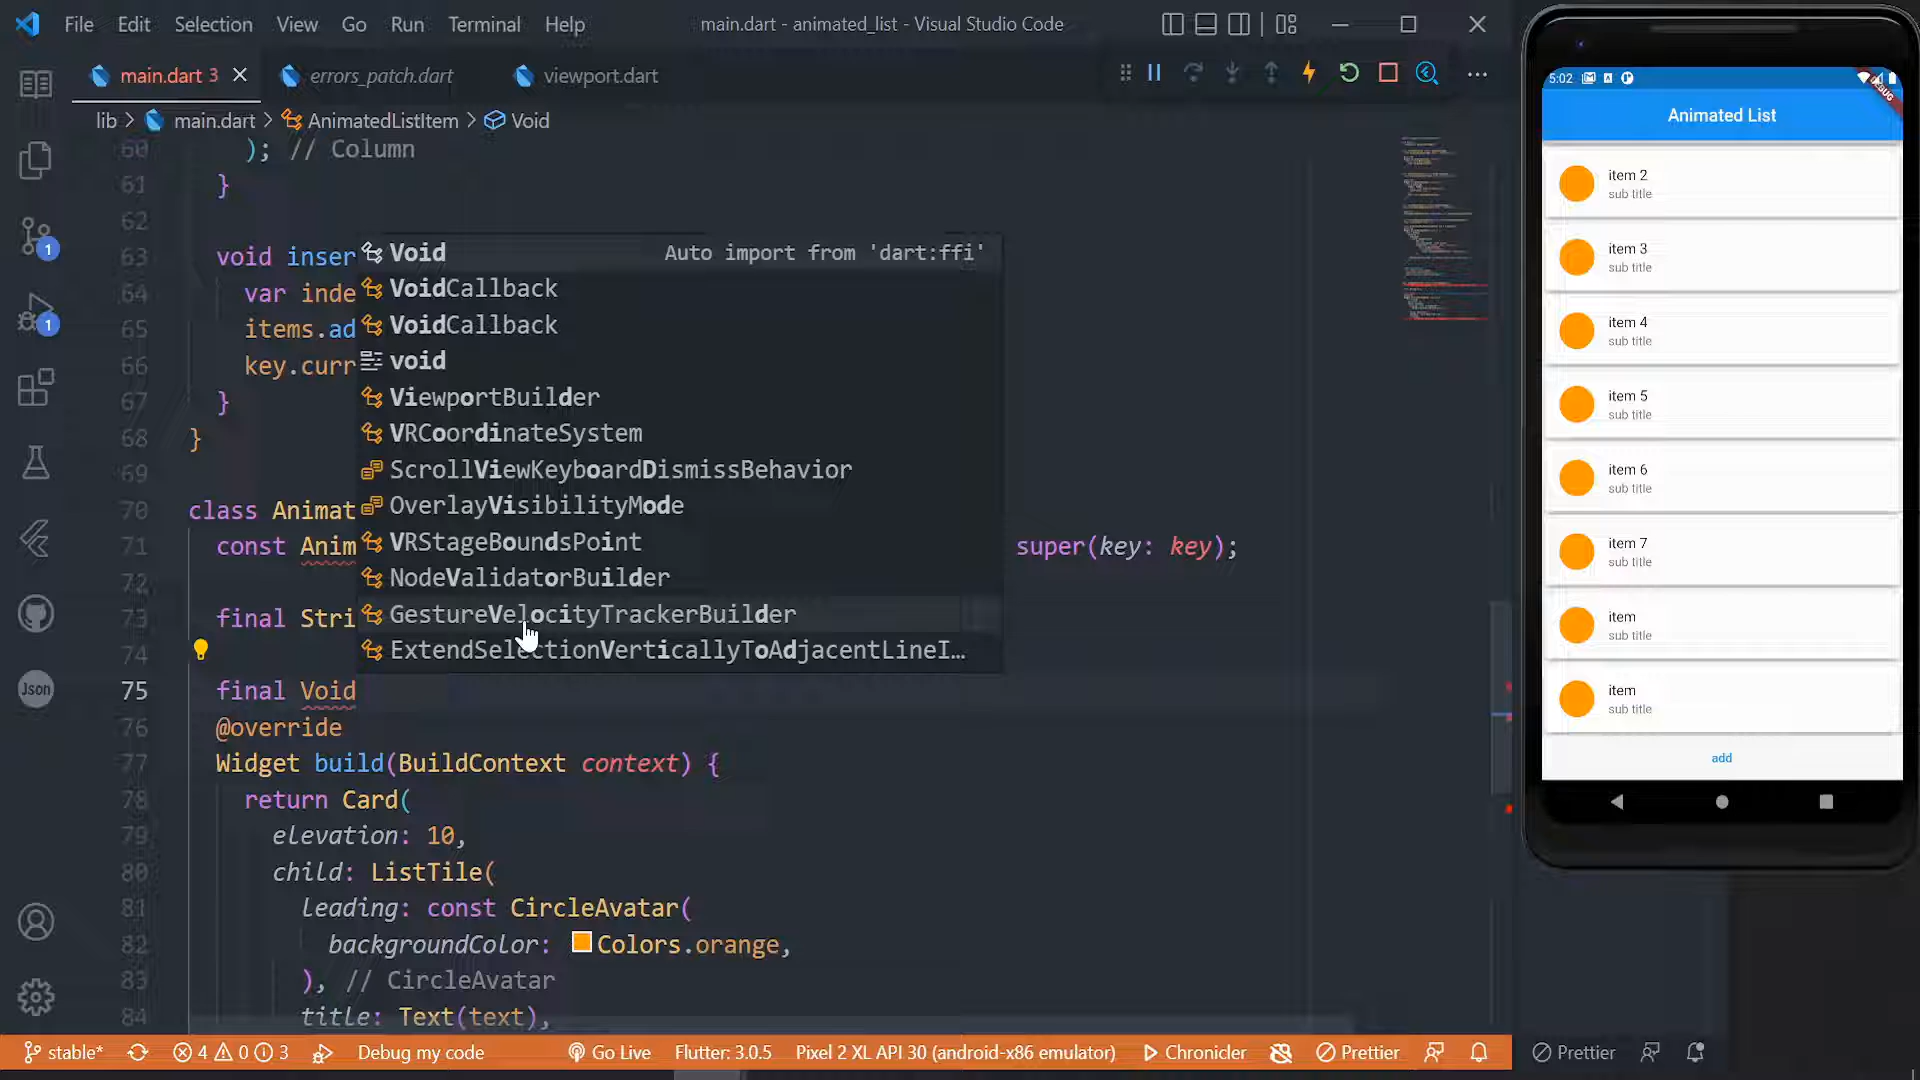 File Edit Selection View Go Run Terminal Help
main.dart - animated_list - Visual Studio Code
main.dart 3
errors_patch.dart
viewport.dart
lib > main.dart > AnimatedListItem > Void
60 ); // Column
61 }
62
63 void inser
64 var inde
65 items.ad
66 key.curr
67 }
68 }
69
70 class Animat
71 const Anim super(key: key);
72
73 final Stri
74
75 final Void
76 @override
77 Widget build(BuildContext context) {
78 return Card(
79 elevation: 10,
80 child: ListTile(
81 leading: const CircleAvatar(
82 backgroundColor: Colors.orange,
83 ), // CircleAvatar
84 title: Text(text),
Void Auto import from 'dart:ffi'
VoidCallback
VoidCallback
void
ViewportBuilder
VRCoordinateSystem
ScrollViewKeyboardDismissBehavior
OverlayVisibilityMode
VRStageBoundsPoint
NodeValidatorBuilder
GestureVelocityTrackerBuilder
ExtendSelectionVerticallyToAdjacentLineI…
1
1
Json
stable* 4 0 3 Debug my code Go Live Flutter: 3.0.5 Pixel 2 XL API 30 (android-x86 emulator) Chronicler Prettier
Prettier
5:02
DEBUG
Animated List
item 2
sub title
item 3
sub title
item 4
sub title
item 5
sub title
item 6
sub title
item 7
sub title
item
sub title
item
sub title
add